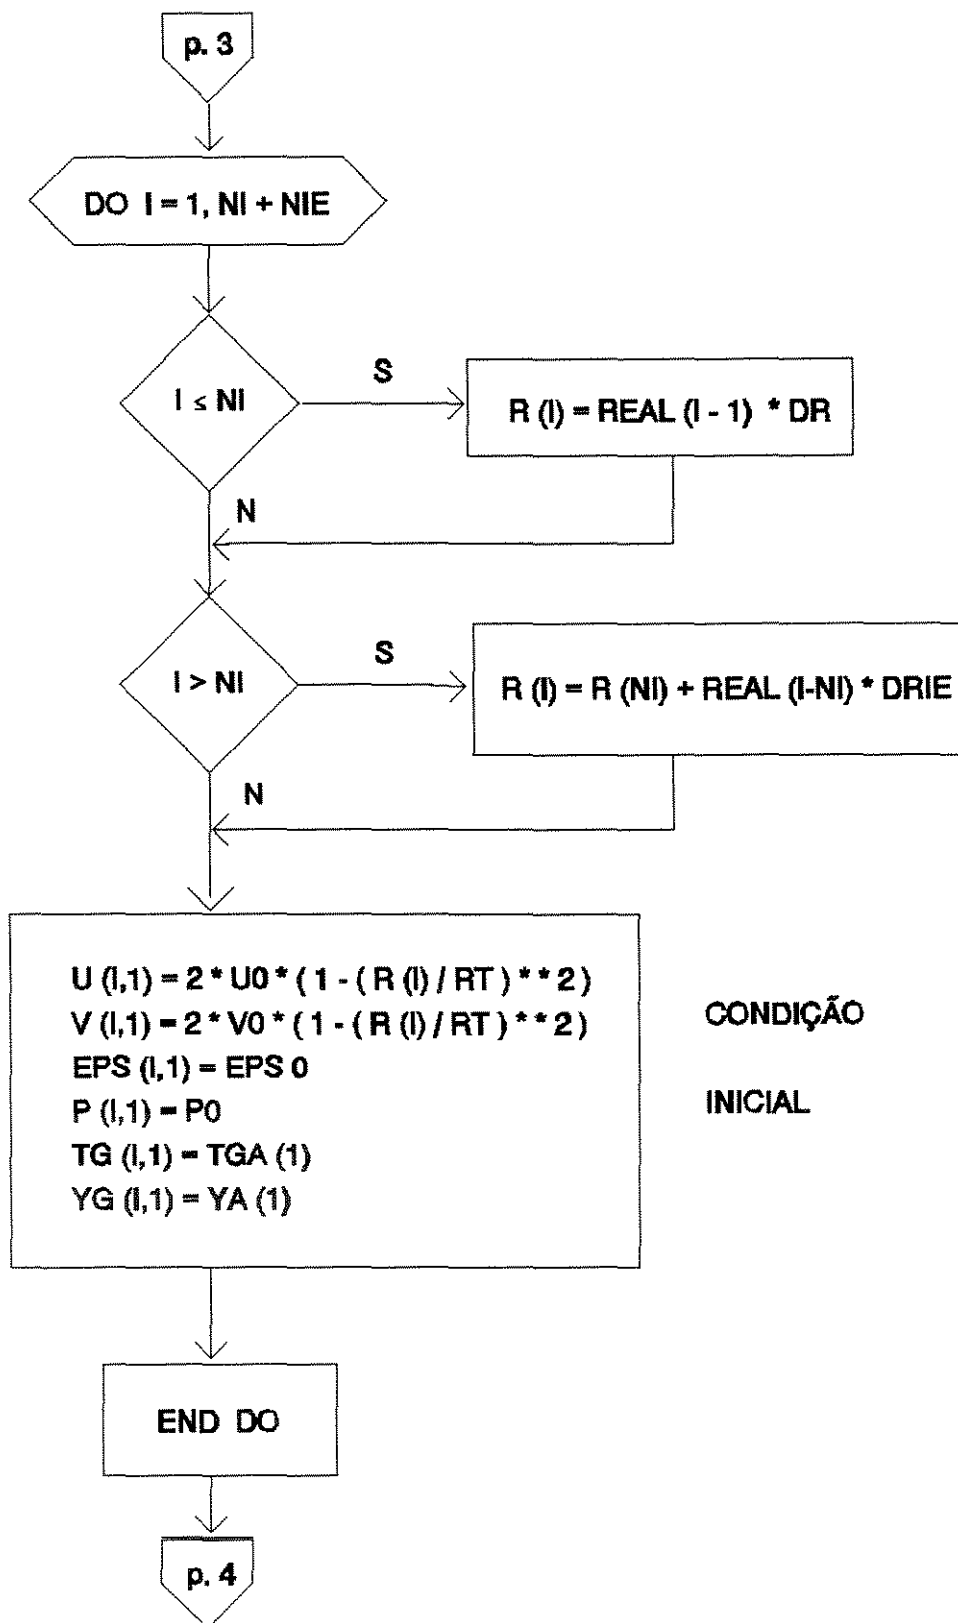 p. 3
DO I = 1, NI + NIE
I ≤ NI
S
R (I) = REAL (I - 1) * DR
N
I > NI
S
R (I) = R (NI) + REAL (I-NI) * DRIE
N
U (I,1) = 2 * U0 * ( 1 - ( R (I) / RT ) * * 2 )
V (I,1) = 2 * V0 * ( 1 - ( R (I) / RT ) * * 2 )
CONDIÇÃO
EPS (I,1) = EPS 0
P (I,1) = P0
INICIAL
TG (I,1) = TGA (1)
YG (I,1) = YA (1)
END DO
p. 4